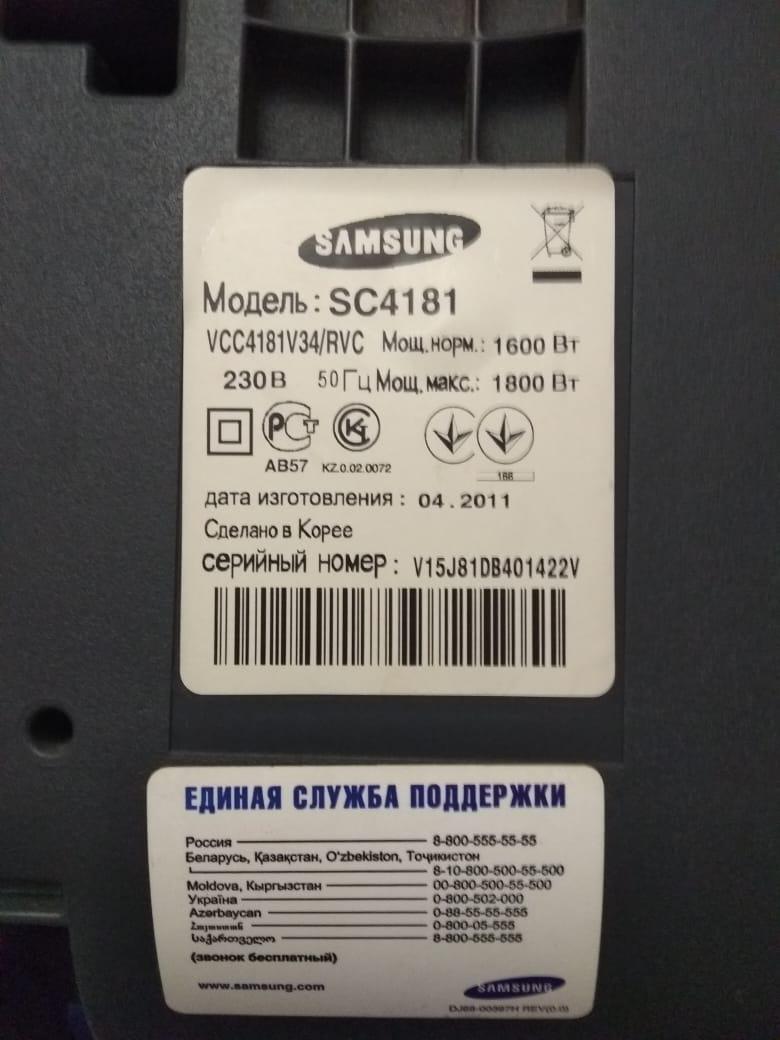 SAMSUNG
Модель: SC4181
VCC4181V34/RVC Мощ.норм.: 1600 Вт
230В 50Гц Мощ.макс.: 1800 Вт
РСТ
АВ57 KZ.0.02.0072
168
дата изготовления : 04.2011
Сделано в Корее
серийный номер : V15J81DB401422V
ЕДИНАЯ СЛУЖБА ПОДДЕРЖКИ
Россия 8-800-555-55-55
Беларусь, Қазақстан, O'zbekiston, Тоҷикистон
8-10-800-500-55-500
Moldova, Кыргызстан 00-800-500-55-500
Україна 0-800-502-000
Azərbaycan 0-88-55-55-555
Հայաստան 0-800-05-555
საქართველო 8-800-555-555
(звонок бесплатный)
www.samsung.com SAMSUNG